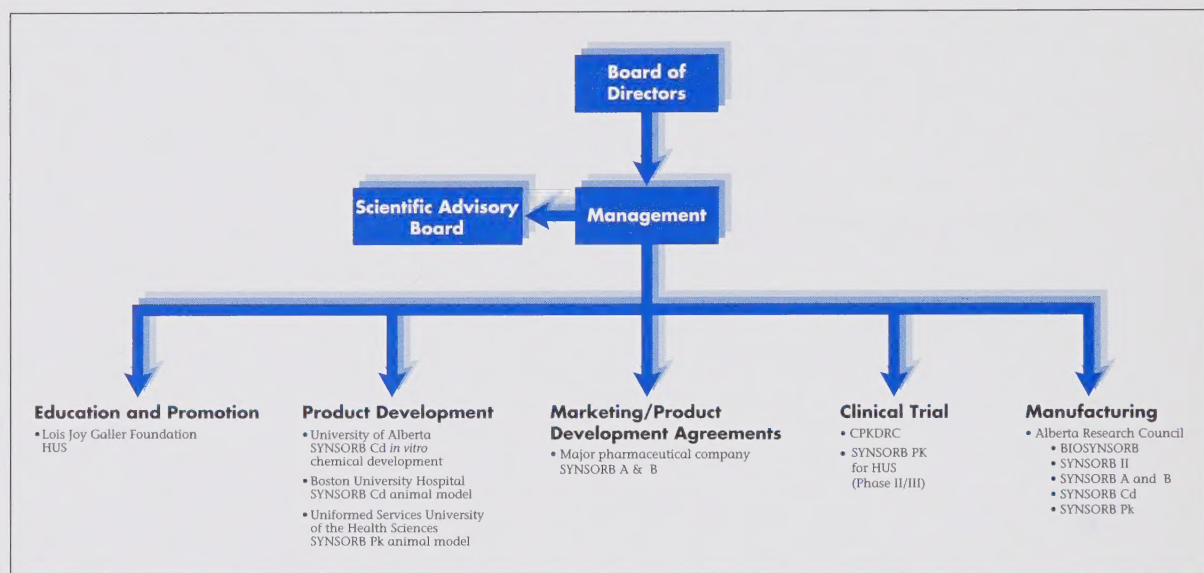 Board of
Directors
Scientific Advisory
Board
Management
Education and Promotion
• Lois Joy Galler Foundation
HUS
Product Development
• University of Alberta
SYNSORB Cd in vitro
chemical development
• Boston University Hospital
SYNSORB Cd animal model
• Uniformed Services University
of the Health Sciences
SYNSORB Pk animal model
Marketing/Product
Development Agreements
• Major pharmaceutical company
SYNSORB A & B
Clinical Trial
• CPKDRC
• SYNSORB PK
for HUS
(Phase II/III)
Manufacturing
• Alberta Research Council
• BIOSYNSORB
• SYNSORB II
• SYNSORB A and B
• SYNSORB Cd
• SYNSORB Pk